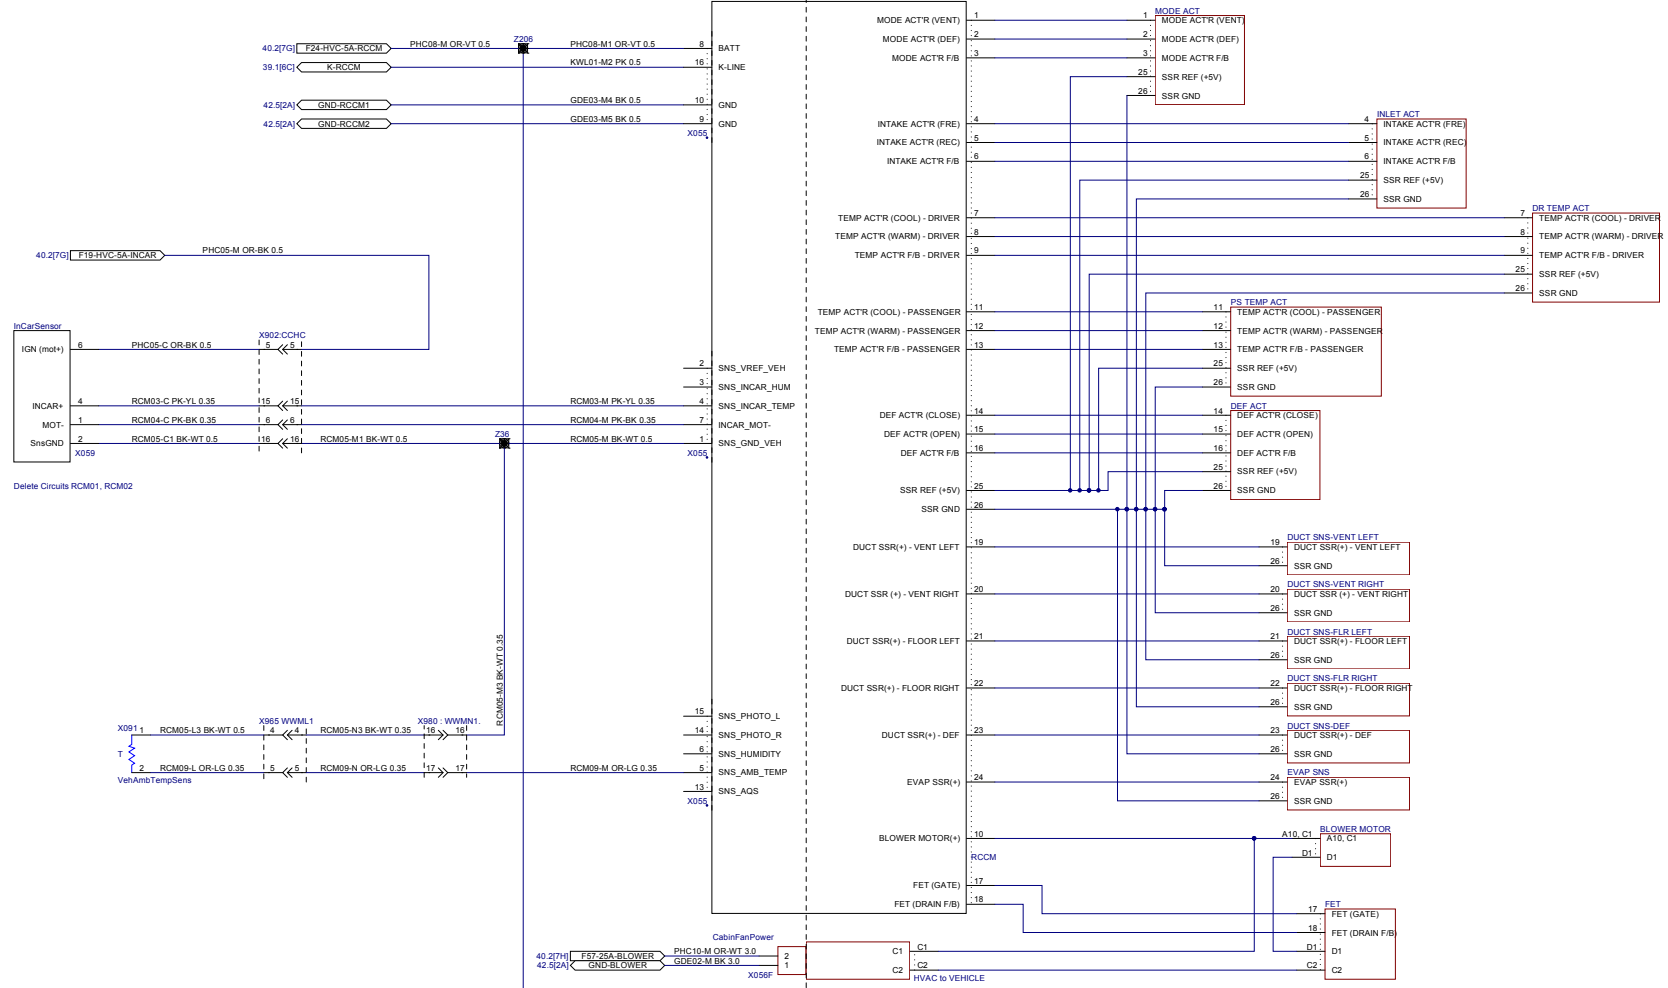 MODE ACT'R (VENT) 1 1 MODE ACT
MODE ACT'R (VENT)
40.2[7G] F24-HVC-5A-RCCM PHC08-M OR-VT 0.5 Z206 PHC08-M1 OR-VT 0.5 8 BATT
MODE ACT'R (DEF) 2 2 MODE ACT'R (DEF)
39.1[6C] K-RCCM KWL01-M2 PK 0.5 16 K-LINE
MODE ACT'R F/B 3 3 MODE ACT'R F/B
25 SSR REF (+5V)
26 SSR GND
42.5[2A] GND-RCCM1 GDE03-M4 BK 0.5 10 GND
42.5[2A] GND-RCCM2 GDE03-M5 BK 0.5 9 GND
X055
INLET ACT
INTAKE ACT'R (FRE) 4 4 INTAKE ACT'R (FRE)
INTAKE ACT'R (REC) 5 5 INTAKE ACT'R (REC)
INTAKE ACT'R F/B 6 6 INTAKE ACT'R F/B
25 SSR REF (+5V)
26 SSR GND
DR TEMP ACT
TEMP ACT'R (COOL) - DRIVER 7 7 TEMP ACT'R (COOL) - DRIVER
TEMP ACT'R (WARM) - DRIVER 8 8 TEMP ACT'R (WARM) - DRIVER
TEMP ACT'R F/B - DRIVER 9 9 TEMP ACT'R F/B - DRIVER
25 SSR REF (+5V)
26 SSR GND
40.2[7G] F19-HVC-5A-INCAR PHC05-M OR-BK 0.5
PS TEMP ACT
TEMP ACT'R (COOL) - PASSENGER 11 11 TEMP ACT'R (COOL) - PASSENGER
TEMP ACT'R (WARM) - PASSENGER 12 12 TEMP ACT'R (WARM) - PASSENGER
TEMP ACT'R F/B - PASSENGER 13 13 TEMP ACT'R F/B - PASSENGER
25 SSR REF (+5V)
26 SSR GND
InCarSensor
X902:CCHC
IGN (mot+) 6 PHC05-C OR-BK 0.5 5 5
2 SNS_VREF_VEH
3 SNS_INCAR_HUM
INCAR+ 4 RCM03-C PK-YL 0.35 15 15 RCM03-M PK-YL 0.35 4 SNS_INCAR_TEMP
MOT- 1 RCM04-C PK-BK 0.35 6 6 RCM04-M PK-BK 0.35 7 INCAR_MOT-
SnsGND 2 RCM05-C1 BK-WT 0.5 16 16 RCM05-M1 BK-WT 0.5 Z36 RCM05-M BK-WT 0.5 1 SNS_GND_VEH
X059
X055
Delete Circuits RCM01, RCM02
DEF ACT
DEF ACT'R (CLOSE) 14 14 DEF ACT'R (CLOSE)
DEF ACT'R (OPEN) 15 15 DEF ACT'R (OPEN)
DEF ACT'R F/B 16 16 DEF ACT'R F/B
25 SSR REF (+5V)
SSR REF (+5V) 25 26 SSR GND
SSR GND 26
DUCT SNS-VENT LEFT
DUCT SSR(+) - VENT LEFT 19 19 DUCT SSR(+) - VENT LEFT
26 SSR GND
DUCT SNS-VENT RIGHT
DUCT SSR (+) - VENT RIGHT 20 20 DUCT SSR (+) - VENT RIGHT
26 SSR GND
DUCT SNS-FLR LEFT
DUCT SSR(+) - FLOOR LEFT 21 21 DUCT SSR(+) - FLOOR LEFT
26 SSR GND
DUCT SNS-FLR RIGHT
DUCT SSR(+) - FLOOR RIGHT 22 22 DUCT SSR(+) - FLOOR RIGHT
26 SSR GND
RCM05-M3 BK-WT 0.35
15 SNS_PHOTO_L
X091 X965 WWML1 X980 : WWMN1.
1 RCM05-L3 BK-WT 0.5 4 4 RCM05-N3 BK-WT 0.35 16 16
14 SNS_PHOTO_R
T
6 SNS_HUMIDITY
2 RCM09-L OR-LG 0.35 5 5 RCM09-N OR-LG 0.35 17 17 RCM09-M OR-LG 0.35 5 SNS_AMB_TEMP
VehAmbTempSens
13 SNS_AQS
X055
DUCT SNS-DEF
DUCT SSR(+) - DEF 23 23 DUCT SSR(+) - DEF
26 SSR GND
EVAP SNS
EVAP SSR(+) 24 24 EVAP SSR(+)
26 SSR GND
BLOWER MOTOR
BLOWER MOTOR(+) 10 A10, C1 A10, C1
RCCM D1 D1
FET (GATE) 17
FET (DRAIN F/B) 18
FET
17 FET (GATE)
18 FET (DRAIN F/B)
D1 D1
C2 C2
CabinFanPower
40.2[7H] F57-25A-BLOWER PHC10-M OR-WT 3.0 2 C1 C1
42.5[2A] GND-BLOWER GDE02-M BK 3.0 1 C2 C2
X056F
HVAC to VEHICLE